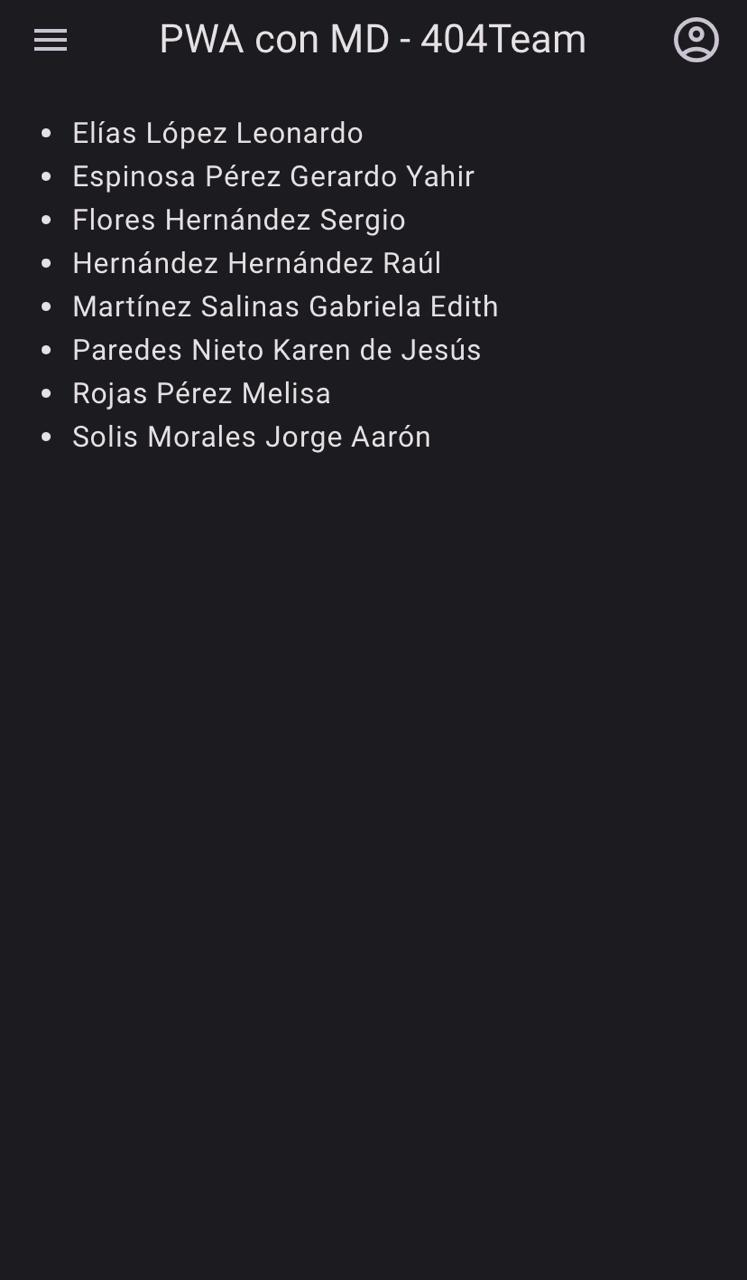 PWA con MD - 404Team
• Elías López Leonardo
• Espinosa Pérez Gerardo Yahir
• Flores Hernández Sergio
• Hernández Hernández Raúl
• Martínez Salinas Gabriela Edith
• Paredes Nieto Karen de Jesús
• Rojas Pérez Melisa
• Solis Morales Jorge Aarón